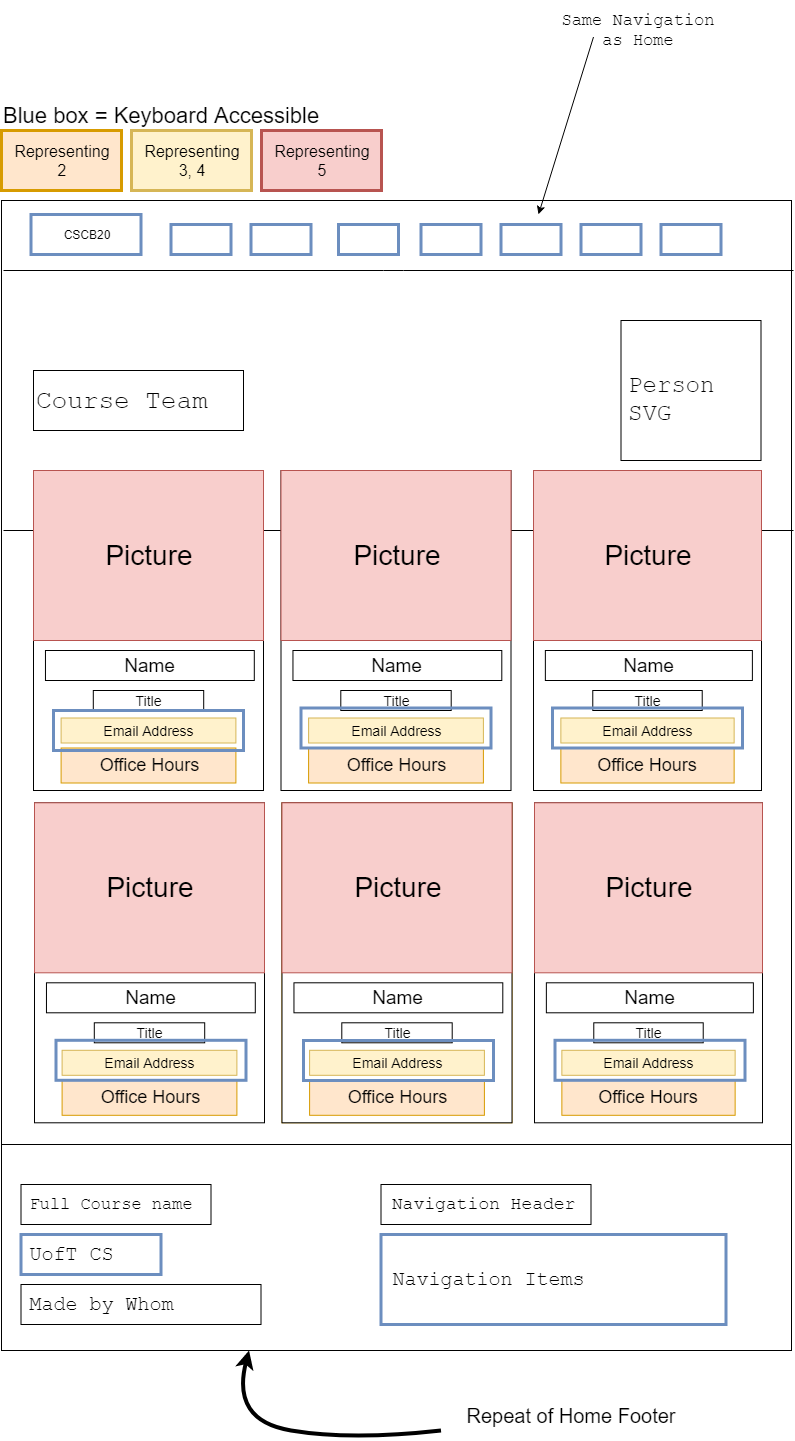 Same Navigation
as Home
Blue box = Keyboard Accessible
Representing
2
Representing
3, 4
Representing
5
CSCB20
Course Team
Person
SVG
Picture
Picture
Picture
Name
Name
Name
Title
Title
Title
Email Address
Email Address
Email Address
Office Hours
Office Hours
Office Hours
Picture
Picture
Picture
Name
Name
Name
Title
Title
Title
Email Address
Email Address
Email Address
Office Hours
Office Hours
Office Hours
Full Course name
Navigation Header
UofT CS
Navigation Items
Made by Whom
Repeat of Home Footer